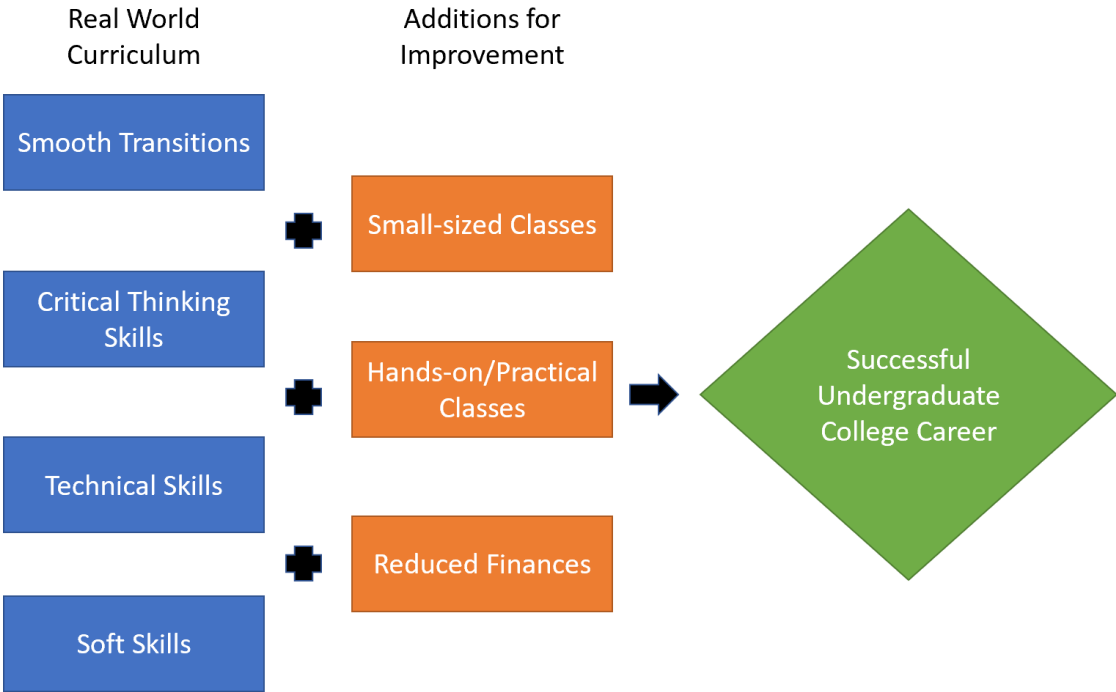 Real World
Curriculum
Additions for
Improvement
Smooth Transitions
Critical Thinking
Skills
Technical Skills
Soft Skills
Small-sized Classes
Hands-on/Practical
Classes
Reduced Finances
Successful
Undergraduate
College Career